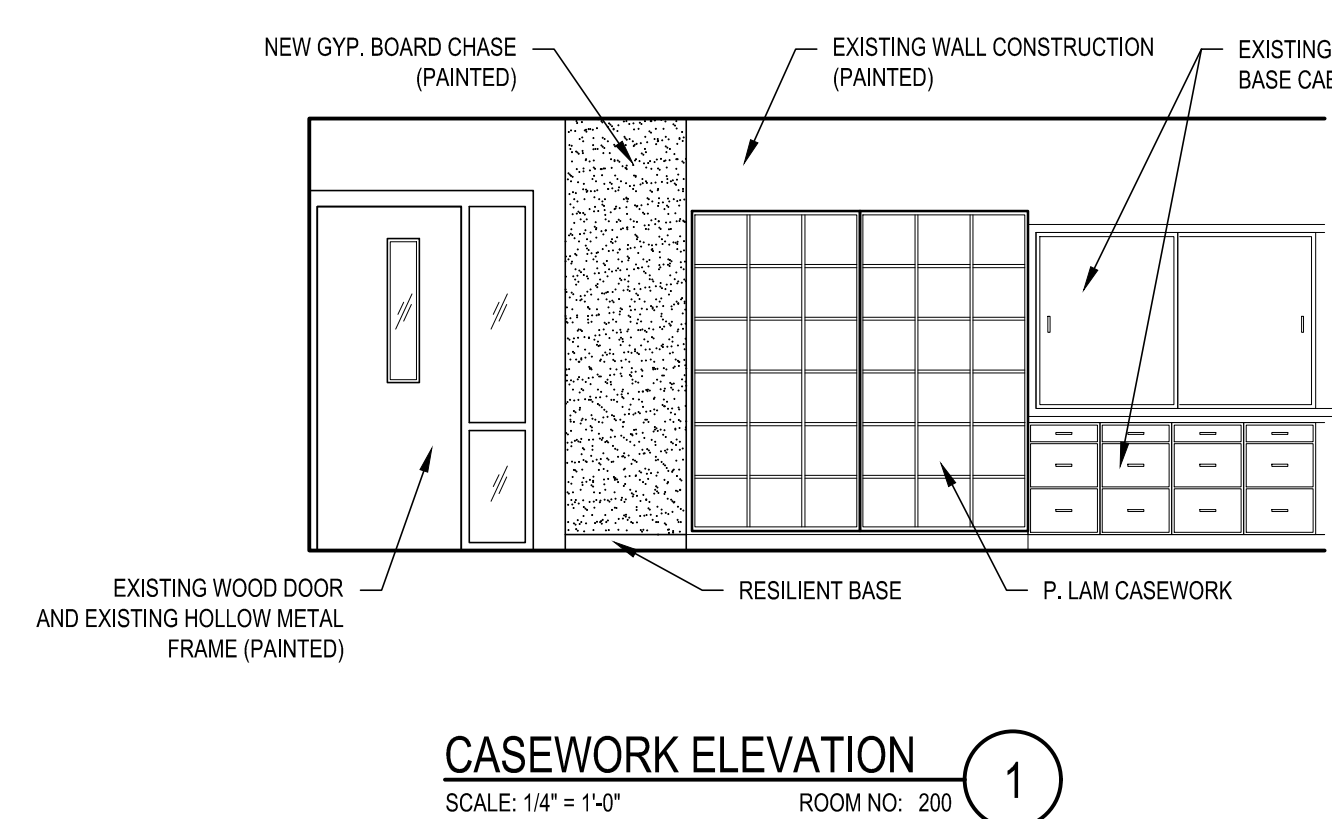 NEW GYP. BOARD CHASE
(PAINTED)
EXISTING WALL CONSTRUCTION
(PAINTED)
EXISTING
BASE
EXISTING WOOD DOOR
AND EXISTING HOLLOW METAL
FRAME (PAINTED)
RESILIENT BASE
P. LAM CASEWORK
CASEWORK ELEVATION
SCALE: 1/4" = 1'-0"
ROOM NO: 200
1